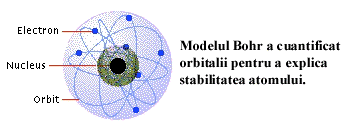 Electron
Nucleus
Orbit
Modelul Bohr a cuantificat
orbitalii pentru a explica
stabilitatea atomului.